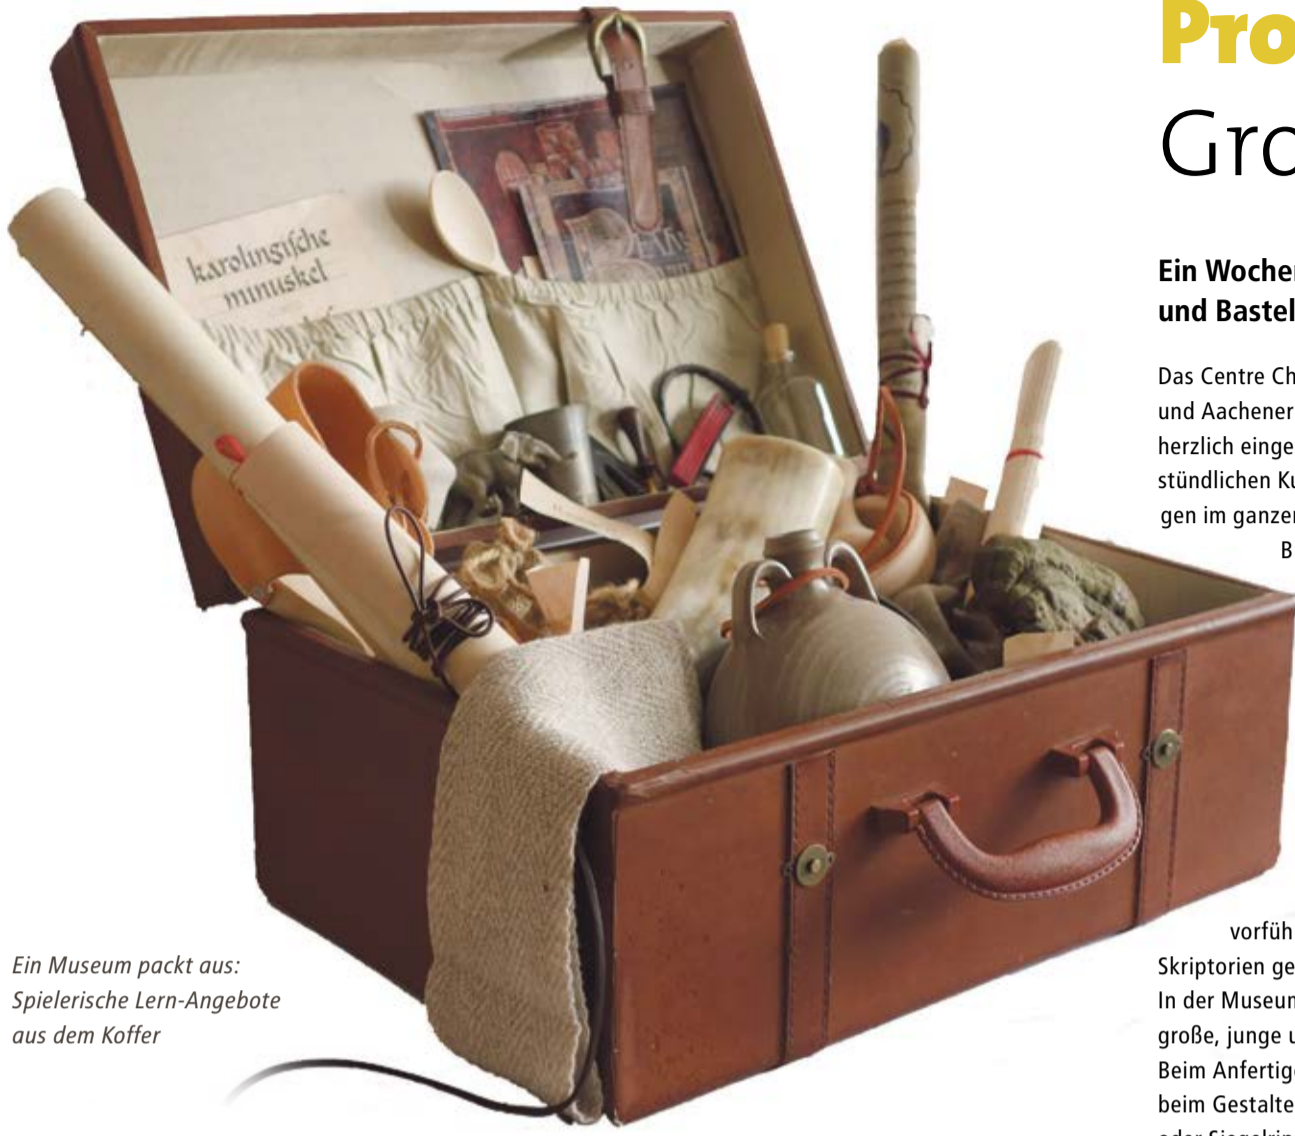 Pro
Gro
Ein Wochen
und Bastel
Das Centre Ch
und Aachener
herzlich einge
stündlichen Ku
gen im ganzen
B
karolingische
minuskel
Ein Museum packt aus:
Spielerische Lern-Angebote
aus dem Koffer
vorfüh
Skriptorien ge
In der Museum
große, junge u
Beim Anfertige
beim Gestalte